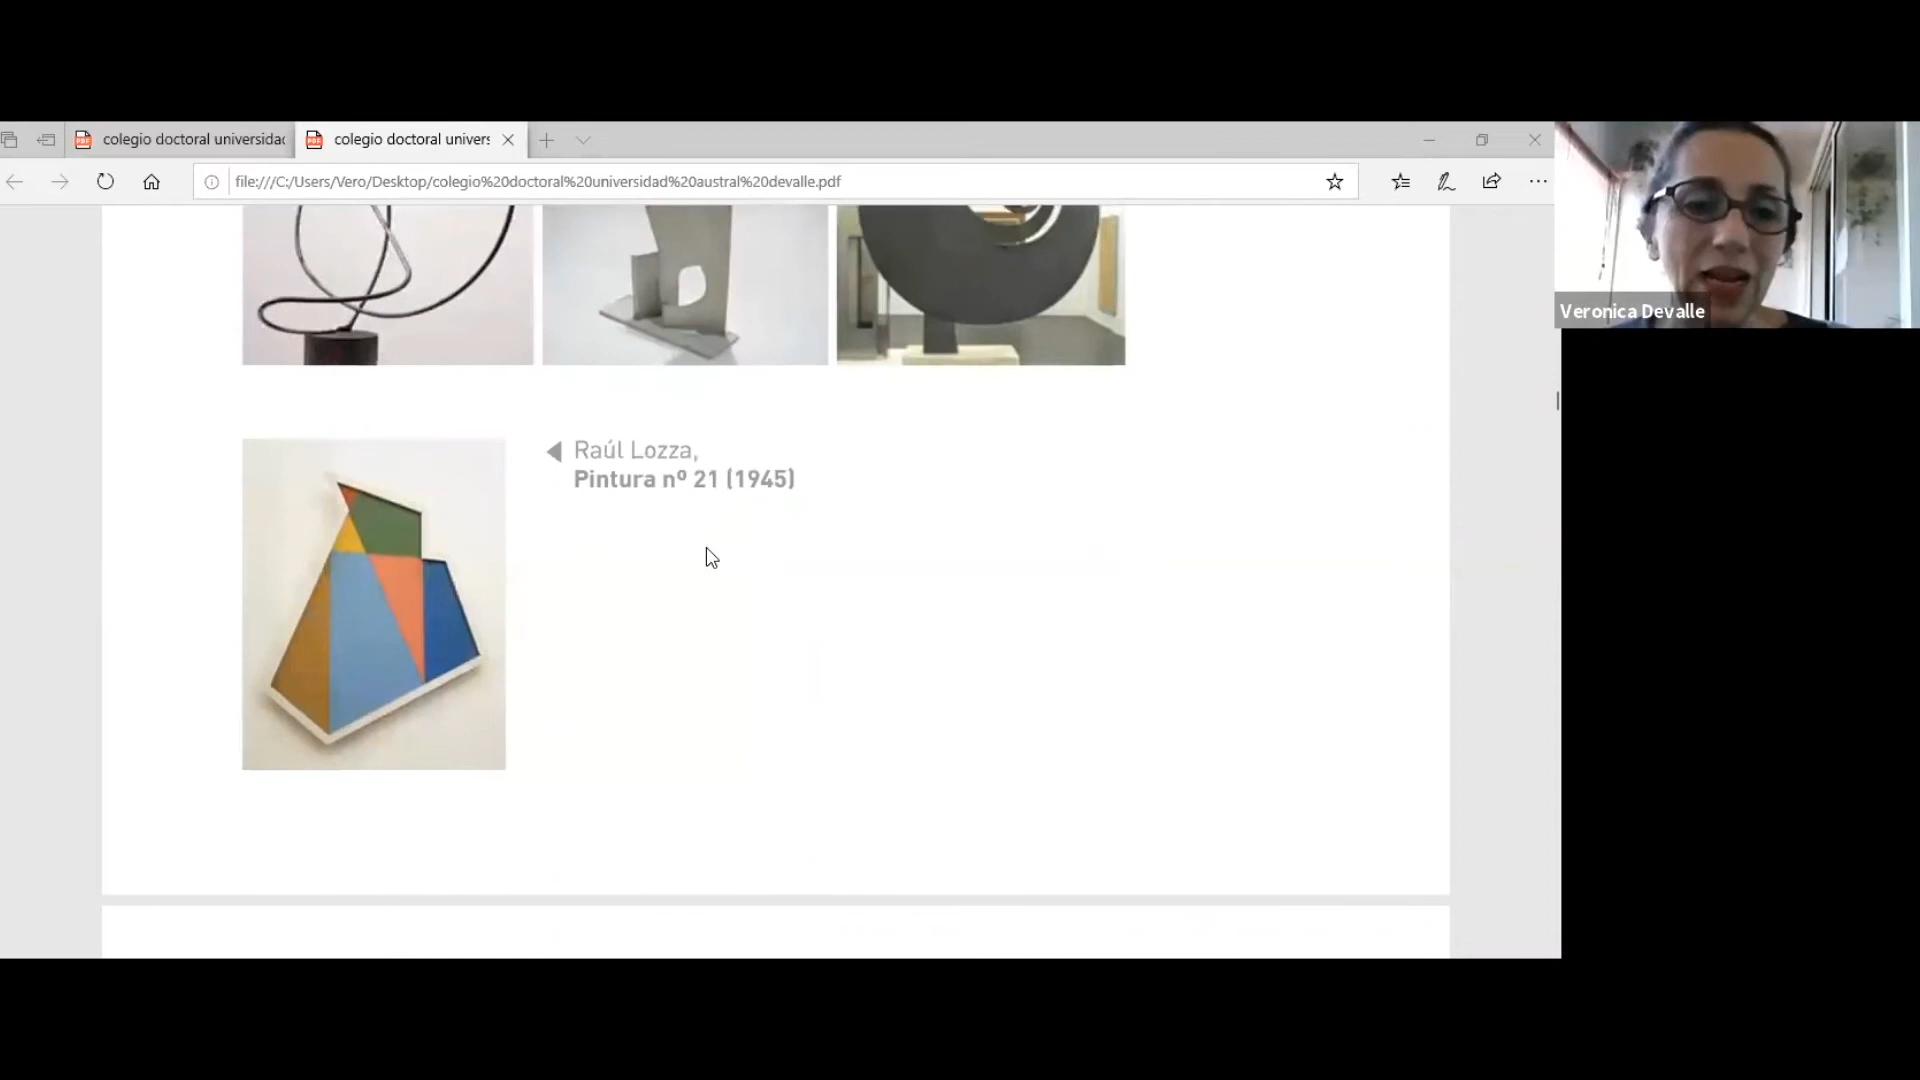 colegio doctoral universidad
colegio doctoral univers
file:///C:/Users/Vero/Desktop/colegio%20doctoral%20universidad%20austral%20devalle.pdf
Veronica Devalle
Raúl Lozza,
Pintura nº 21 (1945)